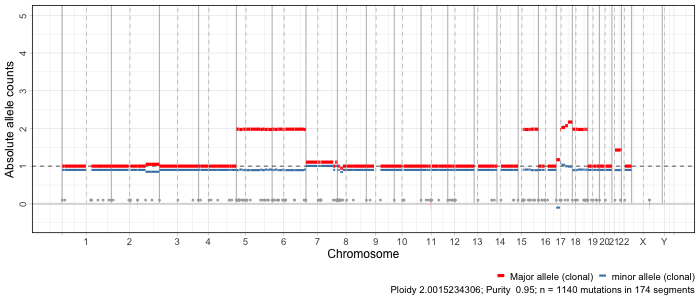 Absolute allele counts
5
4
3
2
1
0
1 2 3 4 5 6 7 8 9 10 11 12 13 14 15 16 17 18 19 20 21 22 X Y
Chromosome
Major allele (clonal) minor allele (clonal)
Ploidy 2.0015234306; Purity 0.95; n = 1140 mutations in 174 segments